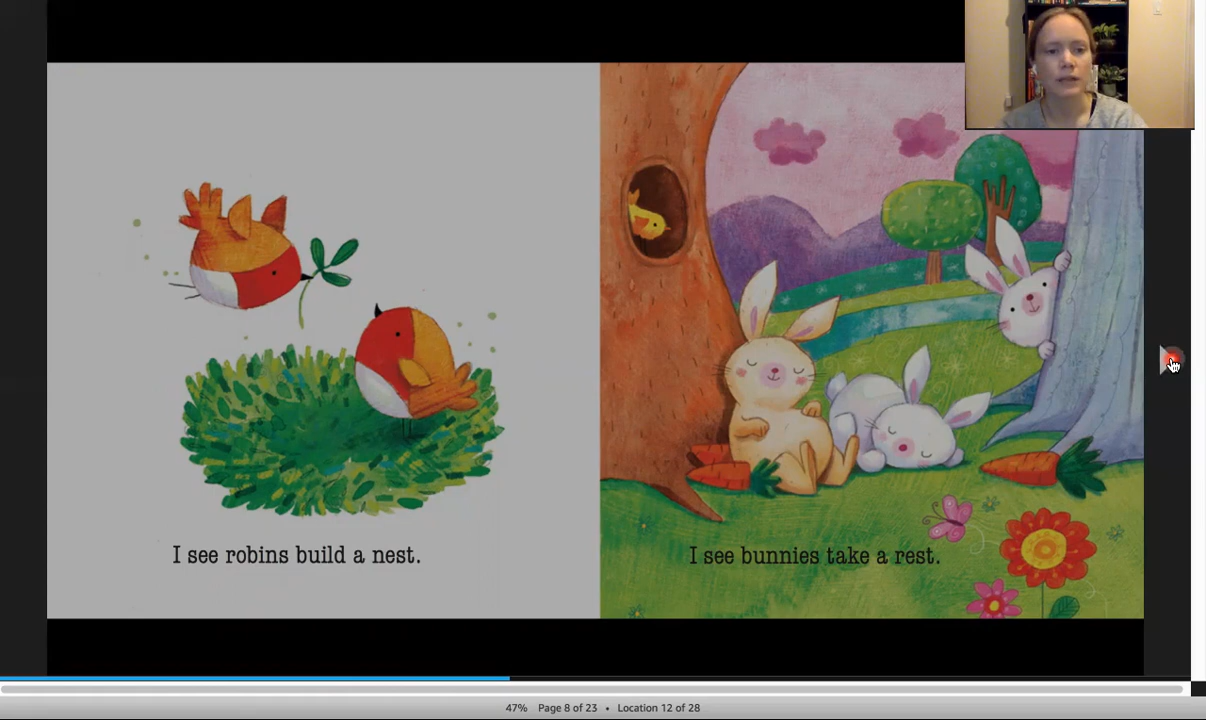 I see robins build a nest.
I see bunnies take a rest.
47% Page 8 of 23 • Location 12 of 28